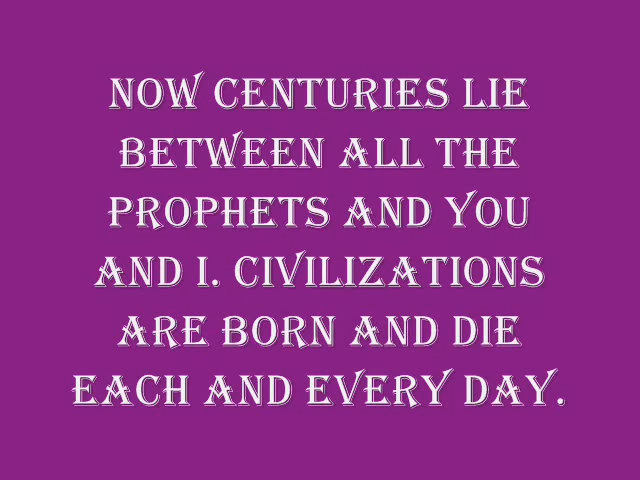 NOW CENTURIES LIE
BETWEEN ALL THE
PROPHETS AND YOU
AND I. CIVILIZATIONS
ARE BORN AND DIE
EACH AND EVERY DAY.